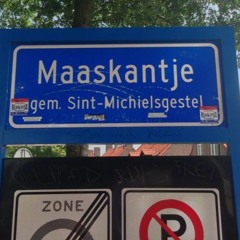 Maaskantje
gem. Sint-Michielsgestel
ZONE
P